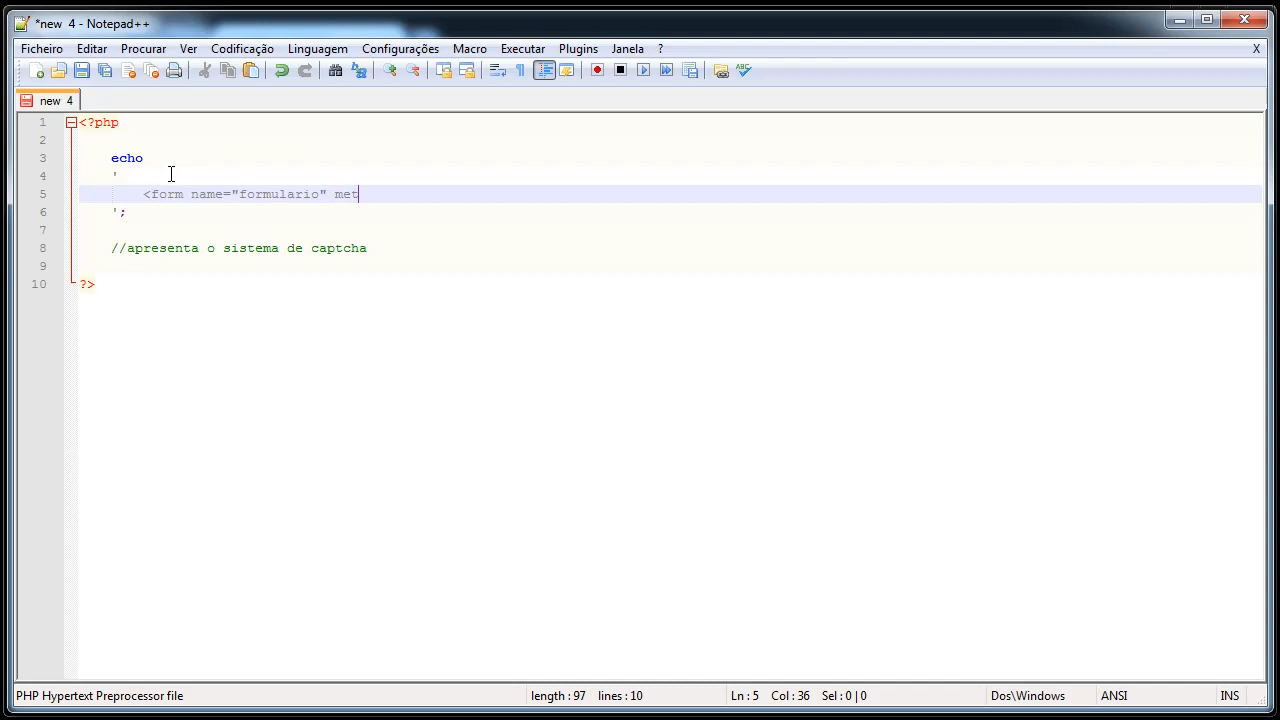 *new 4 - Notepad++
Ficheiro Editar Procurar Ver Codificação Linguagem Configurações Macro Executar Plugins Janela ? X
new 4
1 <?php
2
3 echo
4 '
5 <form name="formulario" met
6 ';
7
8 //apresenta o sistema de captcha
9
10 ?>
PHP Hypertext Preprocessor file length : 97 lines : 10 Ln : 5 Col : 36 Sel : 0 | 0 Dos\Windows ANSI INS